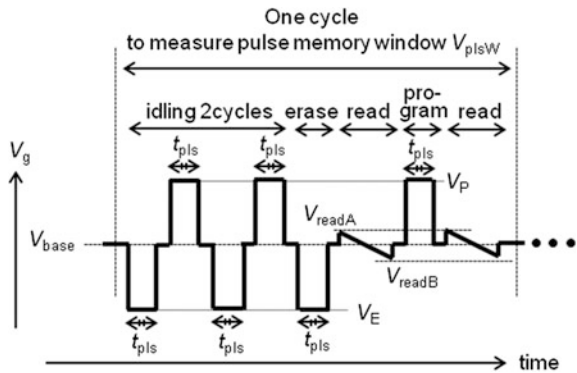 One cycle
to measure pulse memory window VplsW
pro-
idling 2cycles erase read gram read
tpls tpls tpls
Vg
VP
VreadA
Vbase
VreadB
VE
tpls tpls tpls
time